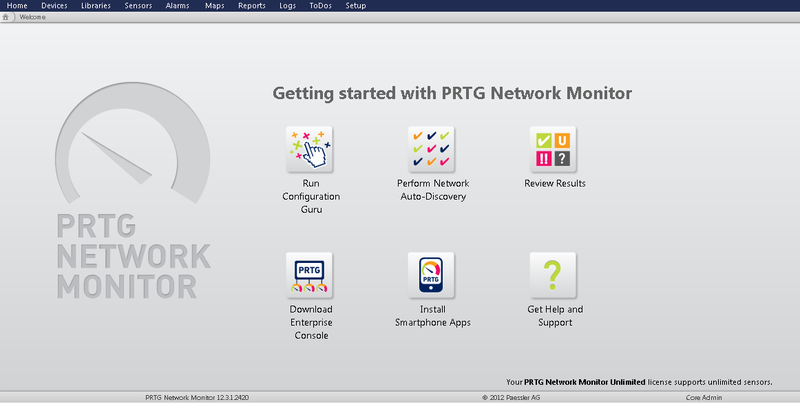 Home Devices Libraries Sensors Alarms Maps Reports Logs ToDos Setup
Welcome
Getting started with PRTG Network Monitor
PRTG
NETWORK
MONITOR
Run
Configuration
Guru
Perform Network
Auto-Discovery
Review Results
U
!!
?
PRTG
Download
Enterprise
Console
PRTG
Install
Smartphone Apps
?
Get Help and
Support
Your PRTG Network Monitor Unlimited license supports unlimited sensors.
PRTG Network Monitor 12.3.1.2420 © 2012 Paessler AG Core Admin